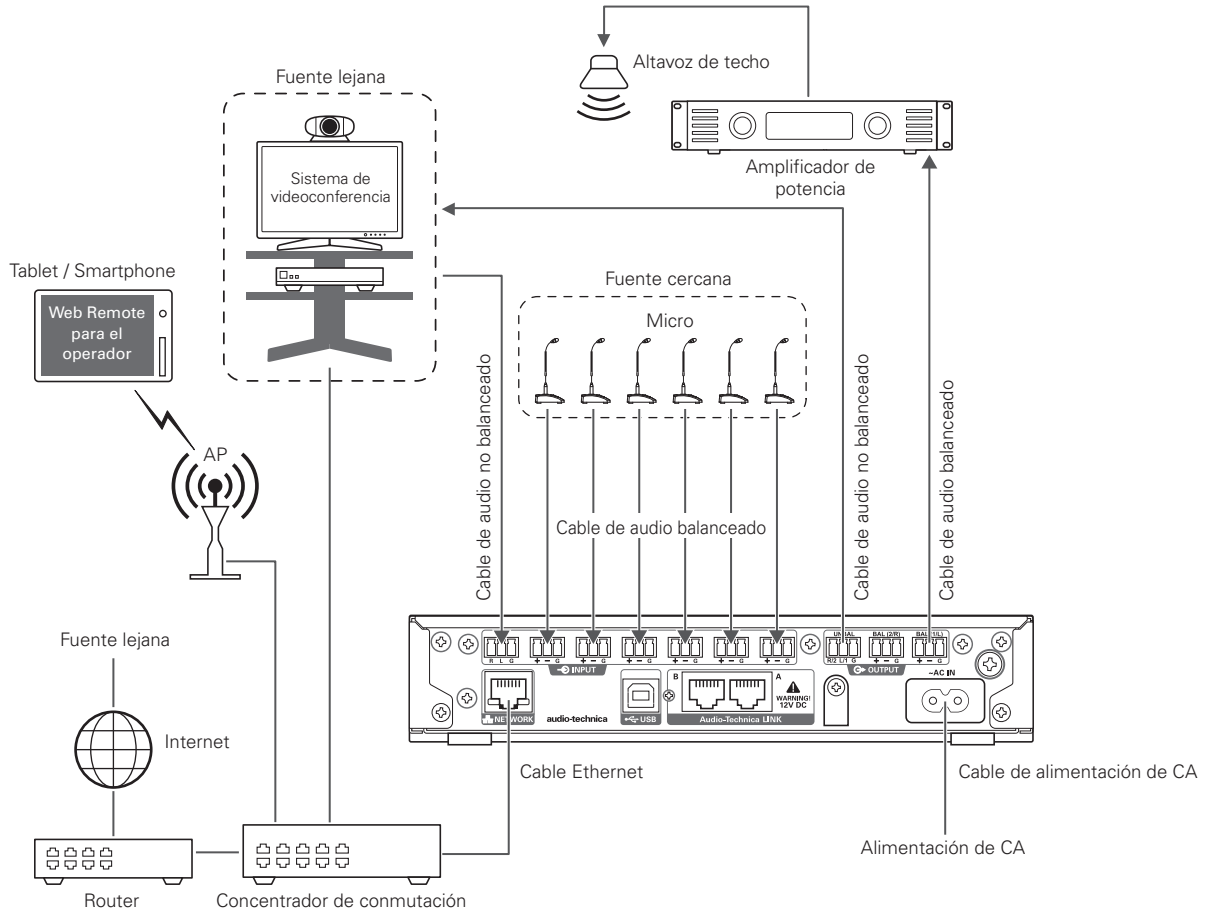 Altavoz de techo
Fuente lejana
Amplificador de
potencia
Sistema de
videoconferencia
Tablet / Smartphone
Web Remote
para el
operador
Fuente cercana
Micro
AP
Cable de audio no balanceado
Cable de audio balanceado
Cable de audio no balanceado
Cable de audio balanceado
UNBAL
BAL (2/R)
BAL (1/L)
R L G
+ - G
+ - G
+ - G
+ - G
+ - G
+ - G
R/2 L/1 G
+ - G
+ - G
INPUT
OUTPUT
~AC IN
B
A
WARNING!
12V DC
NETWORK
audio-technica
USB
Audio-Technica LINK
Fuente lejana
Internet
Cable Ethernet
Cable de alimentación de CA
Alimentación de CA
Router
Concentrador de conmutación